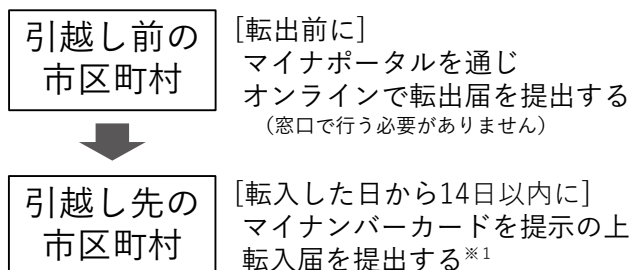 引越し前の
市区町村
[転出前に]
マイナポータルを通じ
オンラインで転出届を提出する
(窓口で行う必要がありません)
引越し先の
市区町村
[転入した日から14日以内に]
マイナンバーカードを提示の上
転入届を提出する※1